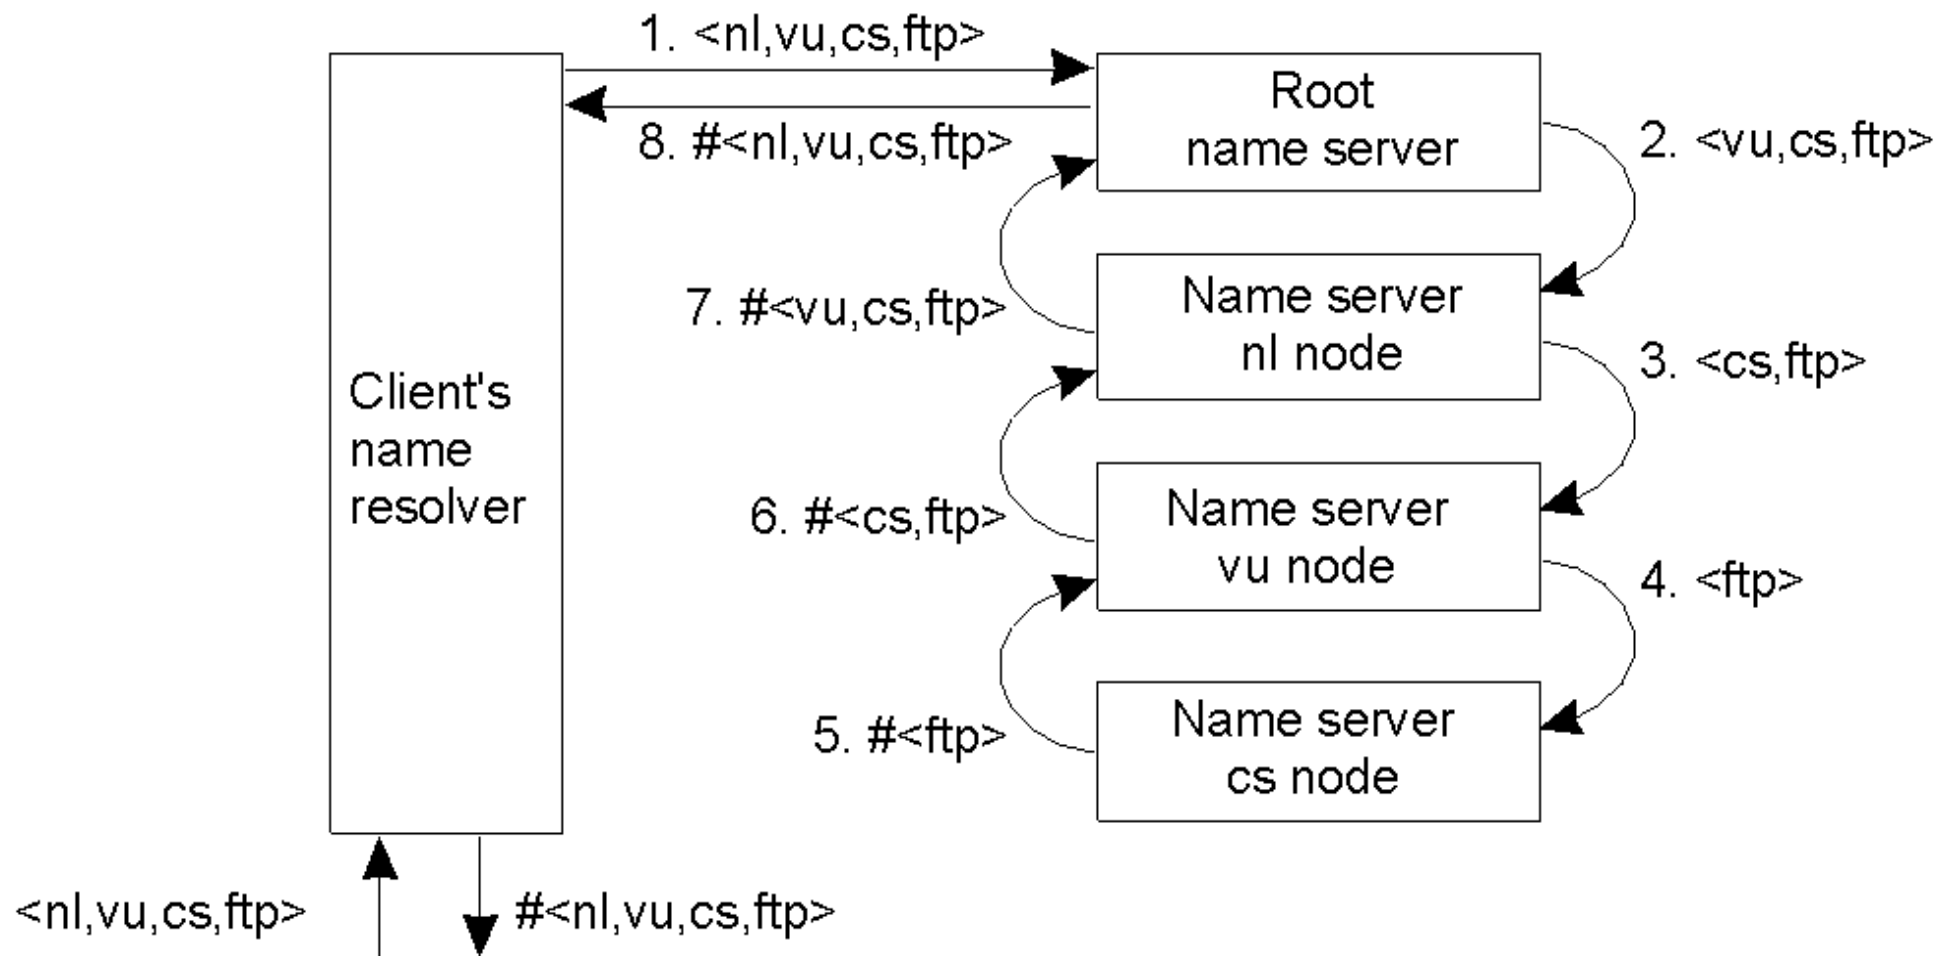 1. <nl,vu,cs,ftp>
Root
name server
8. #<nl,vu,cs,ftp>
2. <vu,cs,ftp>
7. #<vu,cs,ftp>
Name server
nl node
3. <cs,ftp>
Client's
name
resolver
6. #<cs,ftp>
Name server
vu node
4. <ftp>
5. #<ftp>
Name server
cs node
<nl,vu,cs,ftp>
#<nl,vu,cs,ftp>